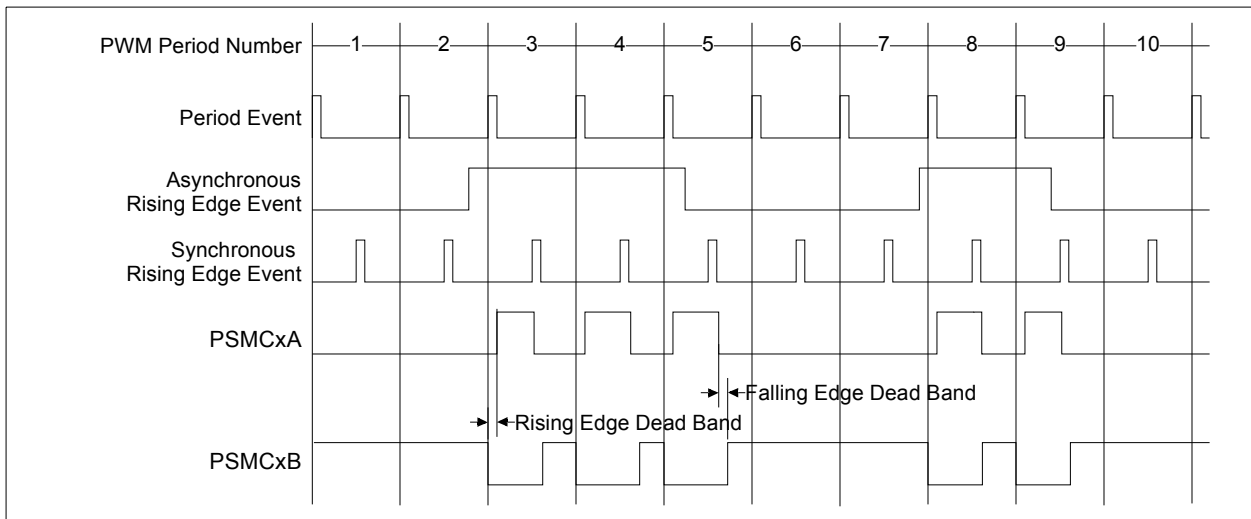 PWM Period Number 1 2 3 4 5 6 7 8 9 10
Period Event
Asynchronous
Rising Edge Event
Synchronous
Rising Edge Event
PSMCxA
Falling Edge Dead Band
Rising Edge Dead Band
PSMCxB